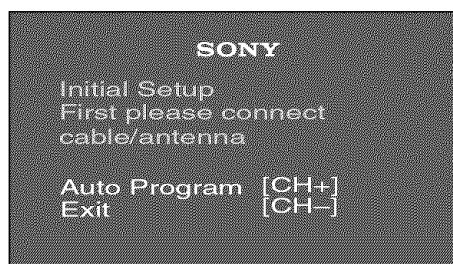 SONY
Initial Setup
First please connect
cable/antenna
Auto Program [CH+]
Exit [CH–]